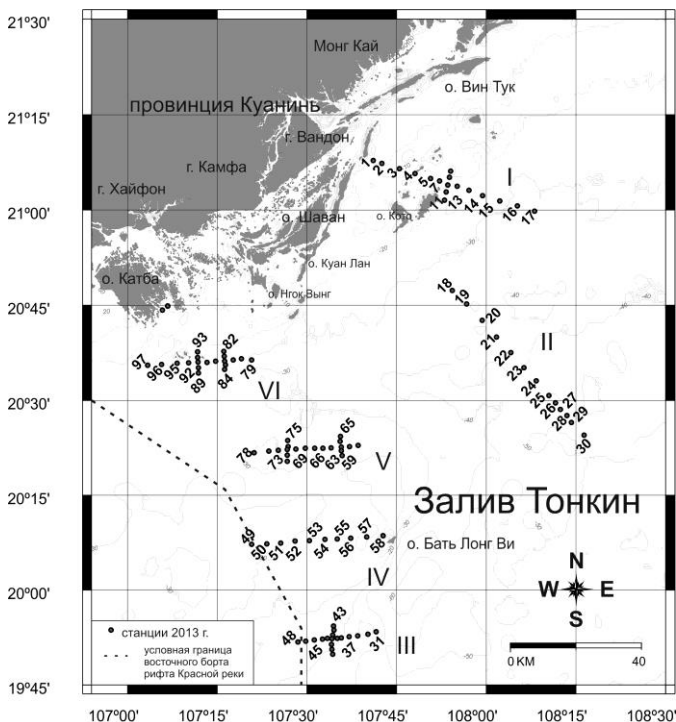 21°30'
Монг Кай
о. Вин Тук
21°15'
провинция Куанинь
г. Вандон
г. Камфа
1 2 3 4 5 7 11 13 14 15 16 17
I
г. Хайфон
21°00'
о. Шаван
о. Кото
о. Куан Лан
о. Катба
о. Нгок Вынг
20°45'
18 19 20 21 22 23 24 25 26 27 28 29 30
II
97 96 95 92 93 89 82 84 79
VI
20°30'
78 75 73 69 66 65 63 59
V
20°15'
Залив Тонкин
49 50 51 52 53 54 55 56 57 58
о. Бать Лонг Ви
IV
20°00'
N
W E
S
43
48 45 37 31
III
станции 2013 г.
условная граница
восточного борта
рифта Красной реки
0 КМ 40
19°45'
107°00' 107°15' 107°30' 107°45' 108°00' 108°15' 108°30'